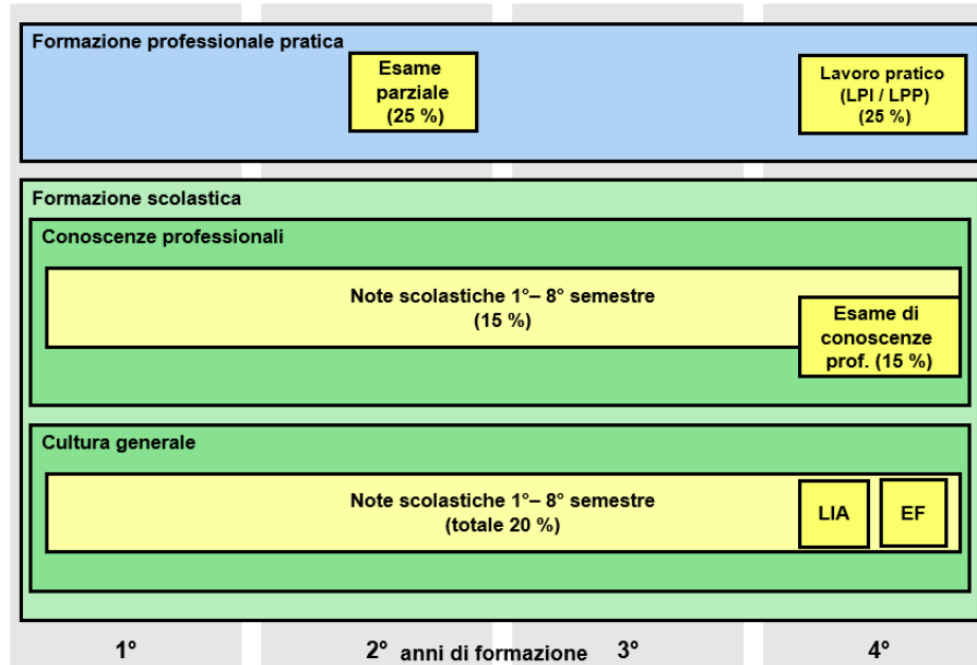 Formazione professionale pratica
Esame
parziale
(25 %)
Lavoro pratico
(LPI / LPP)
(25 %)
Formazione scolastica
Conoscenze professionali
Note scolastiche 1°– 8° semestre
(15 %)
Esame di
conoscenze
prof. (15 %)
Cultura generale
Note scolastiche 1°– 8° semestre
(totale 20 %)
LIA
EF
1° 2° anni di formazione 3° 4°